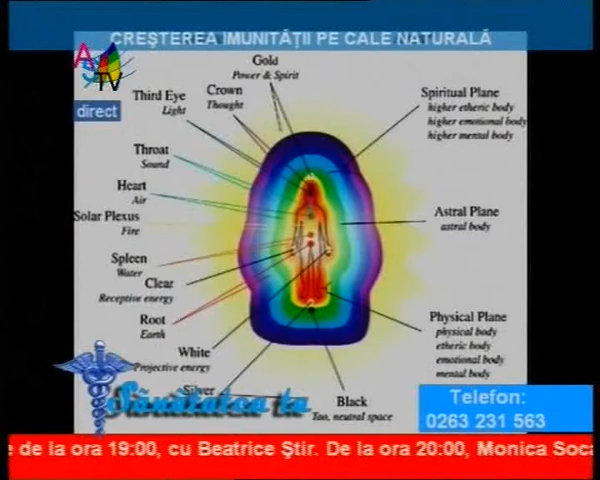 CREŞTEREA IMUNITĂŢII PE CALE NATURALĂ
AS TV
direct
Gold
Power & Spirit
Crown
Thought
Third Eye
Light
Throat
Sound
Heart
Air
Solar Plexus
Fire
Spleen
Water
Clear
Receptive energy
Root
Earth
White
Projective energy
Silver
Black
Too, neutral space
Spiritual Plane
higher etheric body
higher emotional body
higher mental body
Astral Plane
astral body
Physical Plane
physical body
etheric body
emotional body
mental body
Sănătatea ta
Telefon:
0263 231 563
e de la ora 19:00, cu Beatrice Ştir. De la ora 20:00, Monica Soca